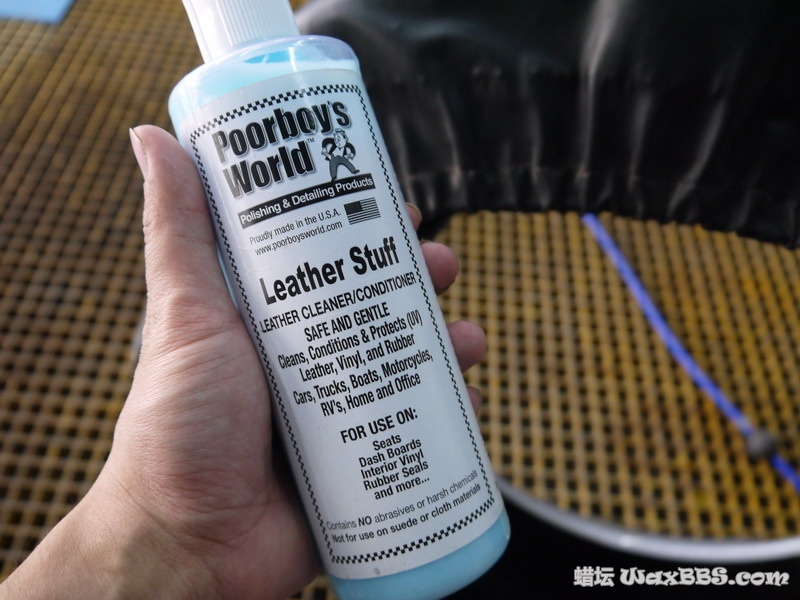 Poorboy's
World™
Polishing & Detailing Products
Proudly made in the U.S.A.
www.poorboysworld.com
Leather Stuff
LEATHER CLEANER/CONDITIONER
SAFE AND GENTLE
Cleans, Conditions & Protects (UV)
Leather, Vinyl, and Rubber
Cars, Trucks, Boats, Motorcycles,
RV's, Home and Office
FOR USE ON:
Seats
Dash Boards
Interior Vinyl
Rubber Seals
and more...
Contains NO abrasives or harsh chemicals
Not for use on suede or cloth materials
蜡坛 WaxBBS.com